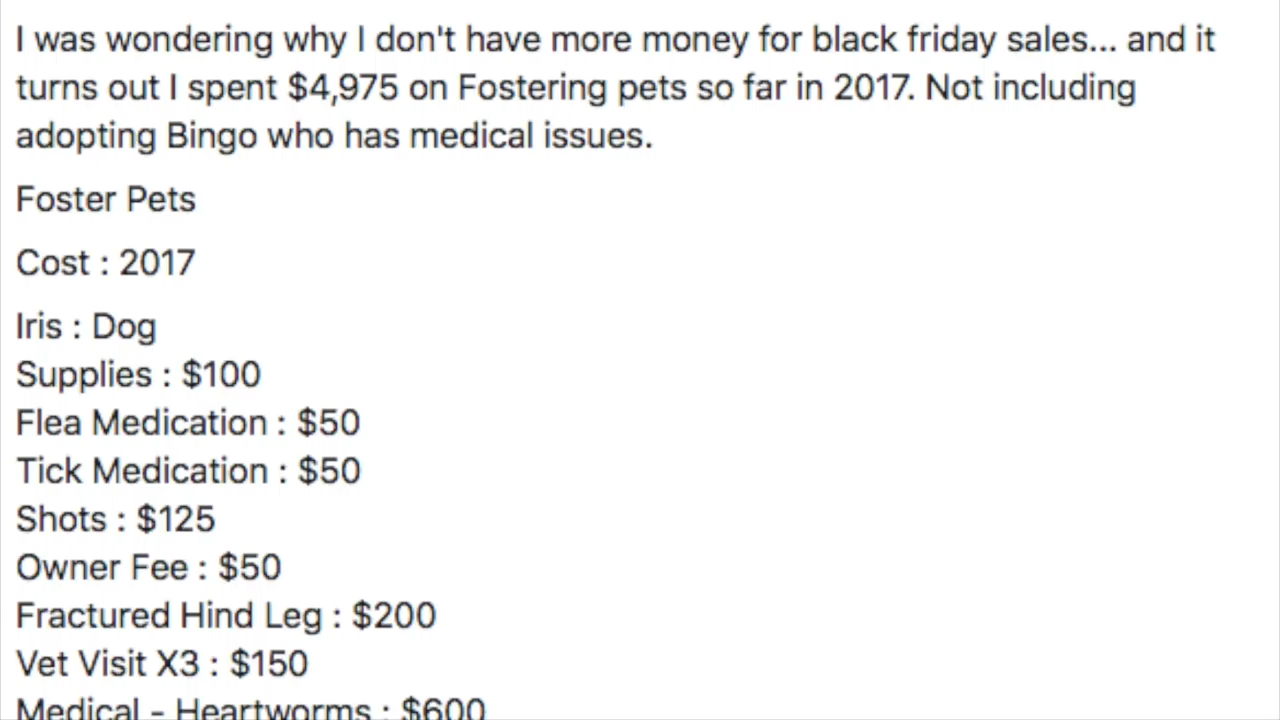 I was wondering why I don't have more money for black friday sales... and it
turns out I spent $4,975 on Fostering pets so far in 2017. Not including
adopting Bingo who has medical issues.
Foster Pets
Cost : 2017
Iris : Dog
Supplies : $100
Flea Medication : $50
Tick Medication : $50
Shots : $125
Owner Fee : $50
Fractured Hind Leg : $200
Vet Visit X3 : $150
Medical - Heartworms : $600